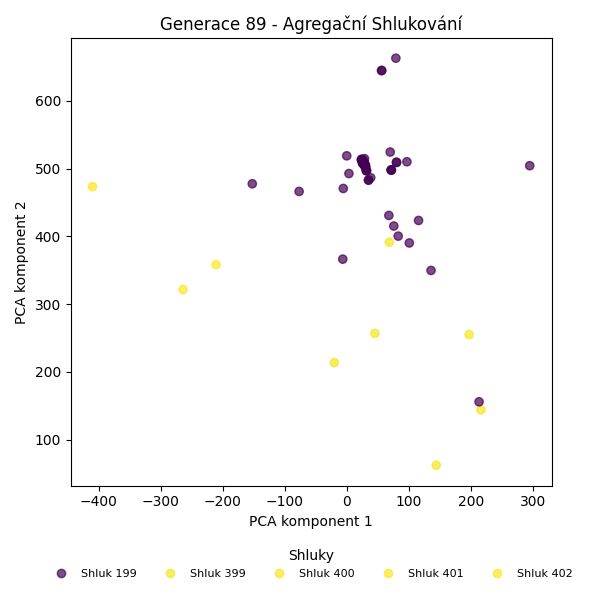 Generace 89 - Agregační Shlukování
PCA komponent 2
600
500
400
300
200
100
−400 −300 −200 −100 0 100 200 300
PCA komponent 1
Shluky
Shluk 199 Shluk 399 Shluk 400 Shluk 401 Shluk 402